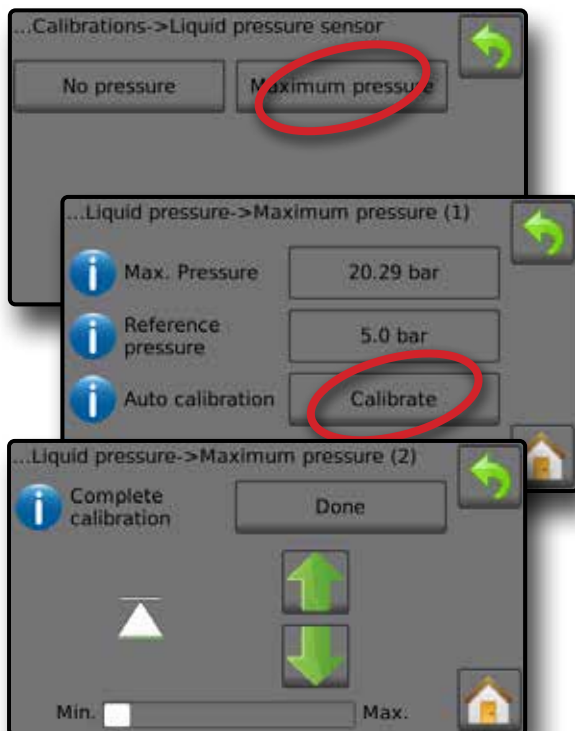 ...Calibrations->Liquid pressure sensor
No pressure
Maximum pressure
...Liquid pressure->Maximum pressure (1)
Max. Pressure
20.29 bar
Reference
pressure
5.0 bar
Auto calibration
Calibrate
...Liquid pressure->Maximum pressure (2)
Complete
calibration
Done
Min.
Max.